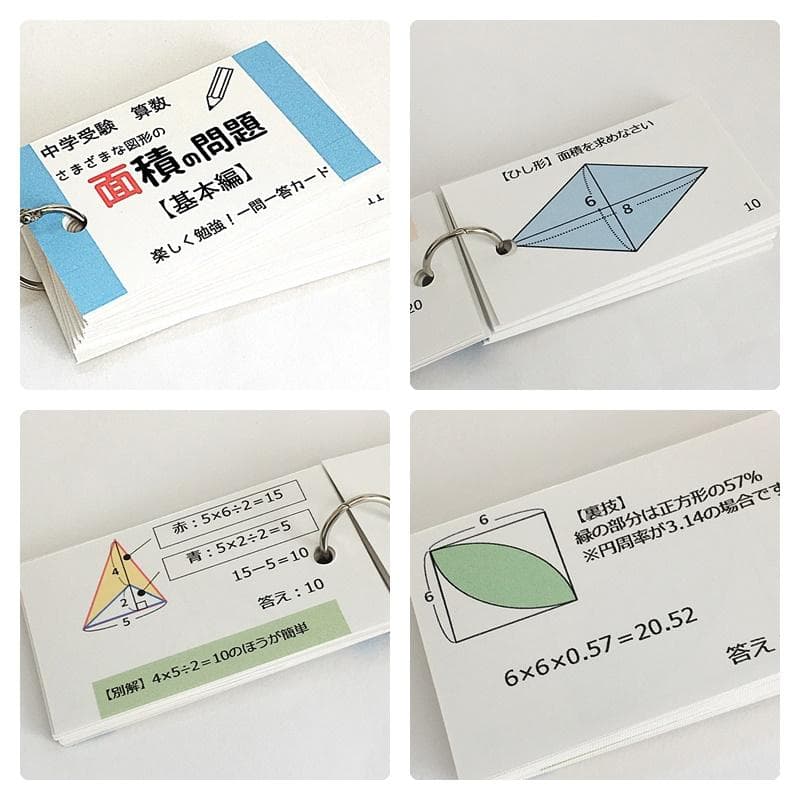 中学受験 算数
さまざまな図形の
面積の問題
【基本編】
楽しく勉強！一問一答カード
11
【ひし形】面積を求めなさい
6
8
10
20
赤：5×6÷2＝15
青：5×2÷2＝5
15－5＝10
答え：10
4
2
5
【別解】4×5÷2＝10のほうが簡単
6
6
【裏技】
緑の部分は正方形の57%
※円周率が3.14の場合です
6×6×0.57＝20.52
答え